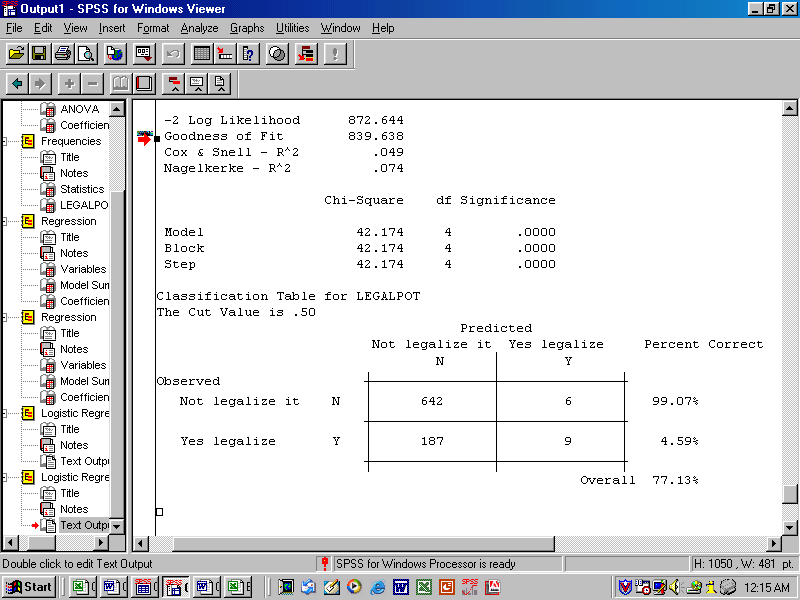 Output1 - SPSS for Windows Viewer
File Edit View Insert Format Analyze Graphs Utilities Window Help
ANOVA
Coefficien
Frequencies
Title
Notes
Statistics
LEGALPO
Regression
Title
Notes
Variables
Model Sum
Coefficien
Regression
Title
Notes
Variables
Model Sum
Coefficien
Logistic Regre
Title
Notes
Text Outp
Logistic Regre
Title
Notes
Text Outp
-2 Log Likelihood 872.644
Goodness of Fit 839.638
Cox & Snell - R^2 .049
Nagelkerke - R^2 .074
Chi-Square df Significance
Model 42.174 4 .0000
Block 42.174 4 .0000
Step 42.174 4 .0000
Classification Table for LEGALPOT
The Cut Value is .50
Predicted
Not legalize it Yes legalize Percent Correct
N Y
Observed
Not legalize it N 642 6 99.07%
Yes legalize Y 187 9 4.59%
Overall 77.13%
Double click to edit Text Output
SPSS for Windows Processor is ready
H: 1050 , W: 481 pt.
Start
12:15 AM